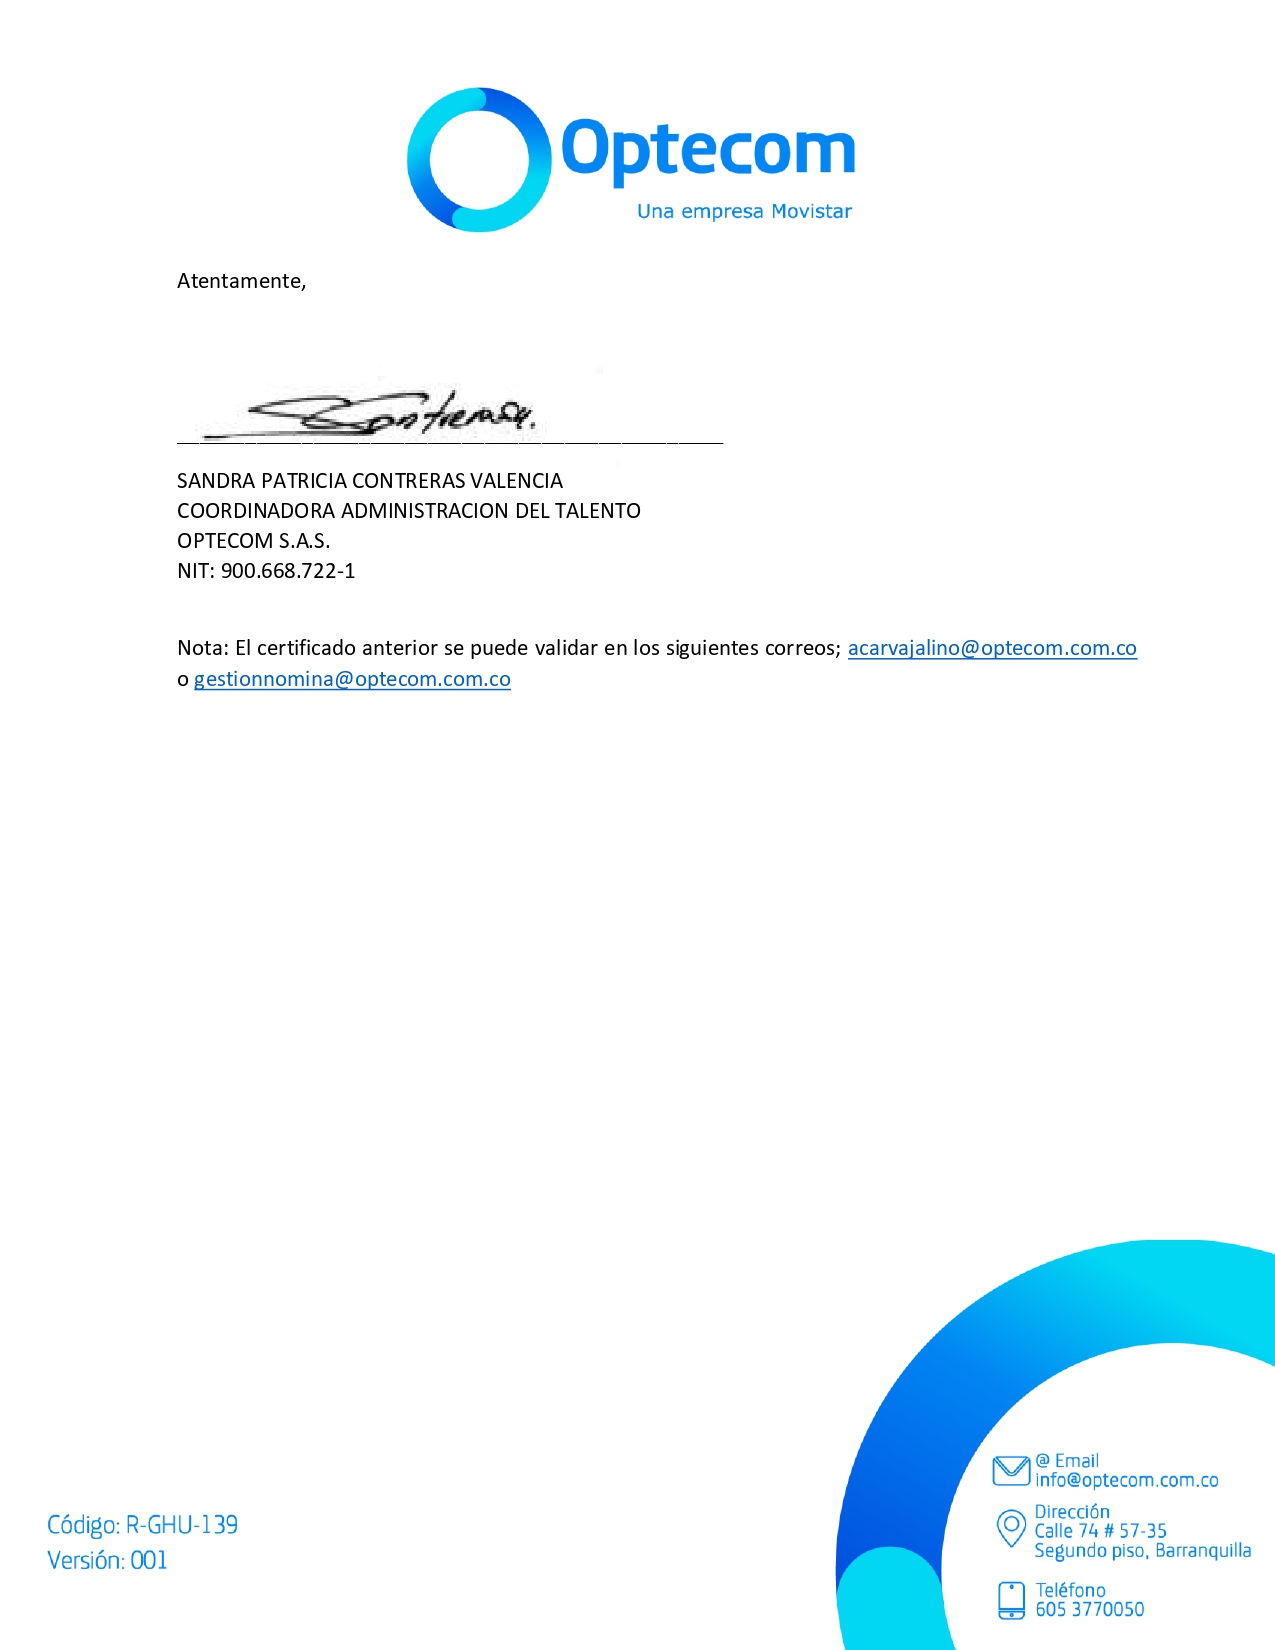 Optecom
Una empresa Movistar
Atentamente,
SContrerasV.
SANDRA PATRICIA CONTRERAS VALENCIA
COORDINADORA ADMINISTRACION DEL TALENTO
OPTECOM S.A.S.
NIT: 900.668.722-1
Nota: El certificado anterior se puede validar en los siguientes correos; acarvajalino@optecom.com.co
o gestionnomina@optecom.com.co
@ Email
info@optecom.com.co
Dirección
Calle 74 # 57-35
Segundo piso, Barranquilla
Teléfono
605 3770050
Código: R-GHU-139
Versión: 001